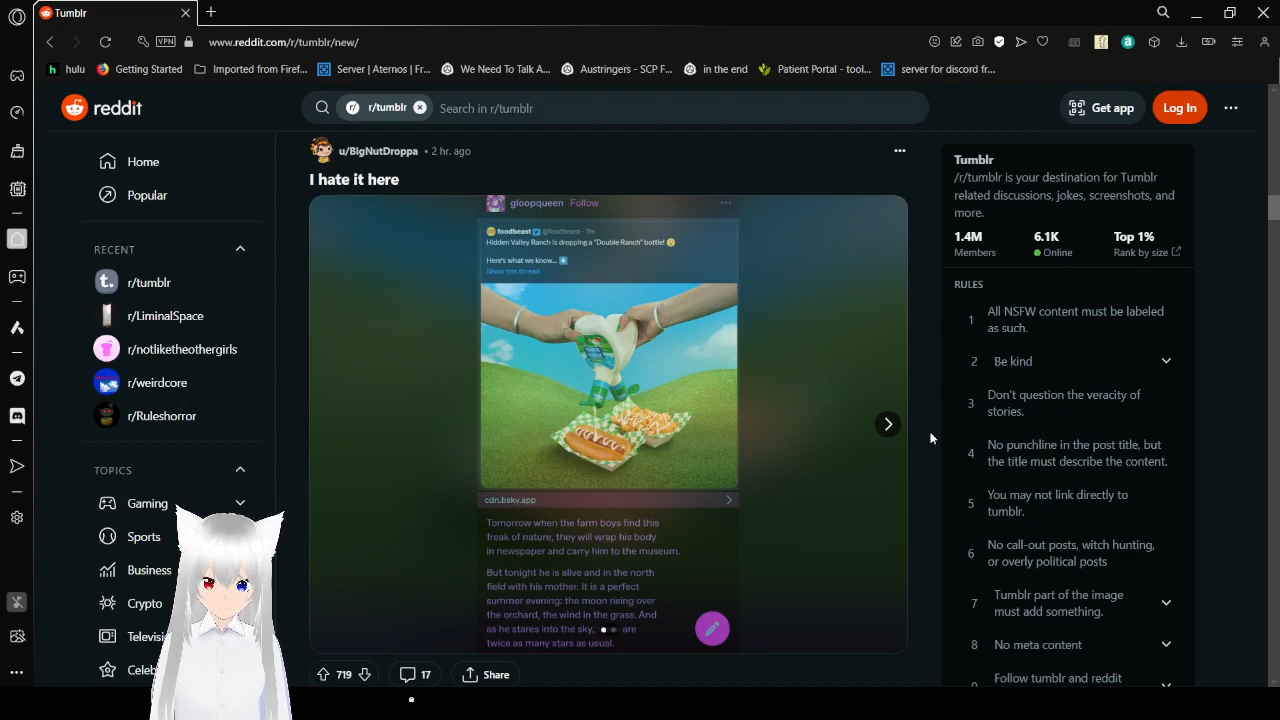 Tumblr
VPN
www.reddit.com/r/tumblr/new/
hulu
Getting Started
Imported from Firef...
Server | Aternos | Fr...
We Need To Talk A...
Austringers - SCP F...
in the end
Patient Portal - tool...
server for discord fr...
reddit
r/tumblr
Search in r/tumblr
Get app
Log In
Home
Popular
RECENT
r/tumblr
r/LiminalSpace
r/notliketheothergirls
r/weirdcore
r/Ruleshorror
TOPICS
Gaming
Sports
Business
Crypto
Televisi
Celeb
u/BigNutDroppa • 2 hr. ago
I hate it here
gloopqueen Follow
foodbeast @foodbeast · 7m
Hidden Valley Ranch is dropping a "Double Ranch" bottle!
Here's what we know...
Show this thread
cdn.bsky.app
Tomorrow when the farm boys find this
freak of nature, they will wrap his body
in newspaper and carry him to the museum.
But tonight he is alive and in the north
field with his mother. It is a perfect
summer evening: the moon rising over
the orchard, the wind in the grass. And
as he stares into the sky, are
twice as many stars as usual.
719
17
Share
Tumblr
/r/tumblr is your destination for Tumblr
related discussions, jokes, screenshots, and
more.
1.4M
Members
6.1K
Online
Top 1%
Rank by size
RULES
1
All NSFW content must be labeled
as such.
2
Be kind
3
Don't question the veracity of
stories.
4
No punchline in the post title, but
the title must describe the content.
5
You may not link directly to
tumblr.
6
No call-out posts, witch hunting,
or overly political posts
7
Tumblr part of the image
must add something.
8
No meta content
Follow tumblr and reddit